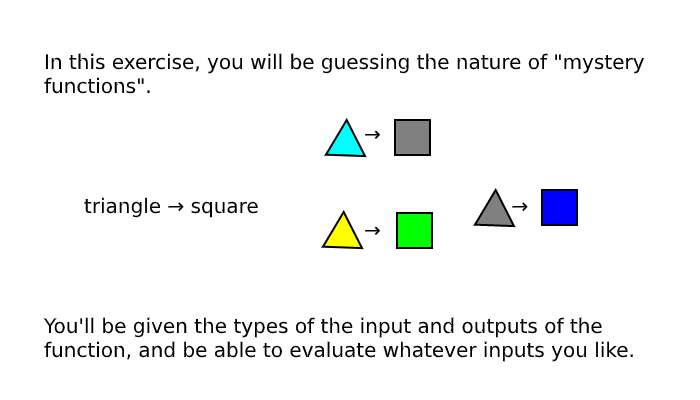 In this exercise, you will be guessing the nature of "mystery
functions".
→
triangle → square
→
→
You'll be given the types of the input and outputs of the
function, and be able to evaluate whatever inputs you like.